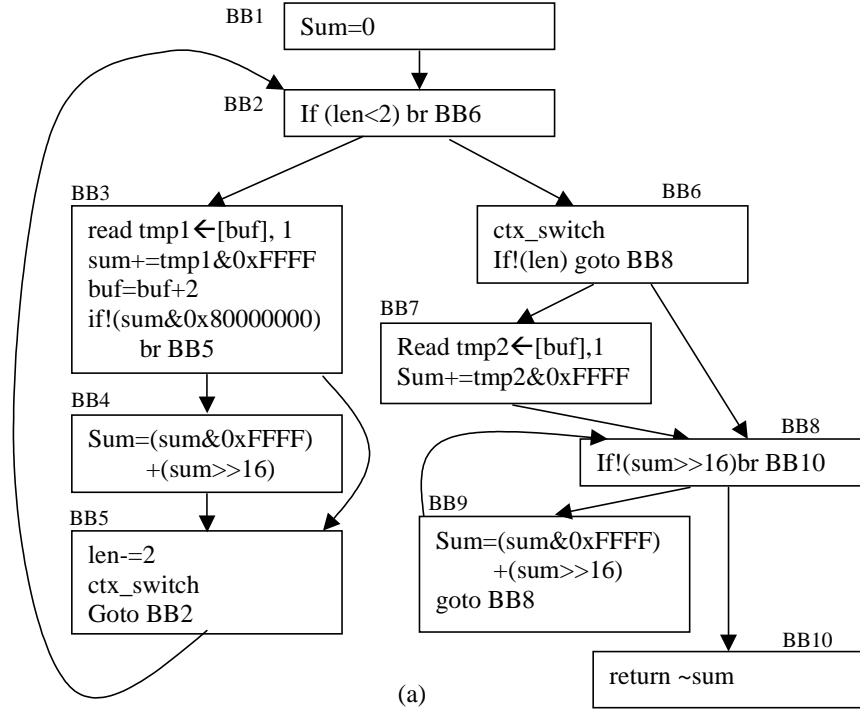 BB1
Sum=0
BB2
If (len<2) br BB6
BB3
read tmp1←[buf], 1
sum+=tmp1&0xFFFF
buf=buf+2
if!(sum&0x80000000)
br BB5
BB4
Sum=(sum&0xFFFF)
+(sum>>16)
BB5
len-=2
ctx_switch
Goto BB2
BB6
ctx_switch
If!(len) goto BB8
BB7
Read tmp2←[buf],1
Sum+=tmp2&0xFFFF
BB8
If!(sum>>16)br BB10
BB9
Sum=(sum&0xFFFF)
+(sum>>16)
goto BB8
BB10
return ~sum
(a)